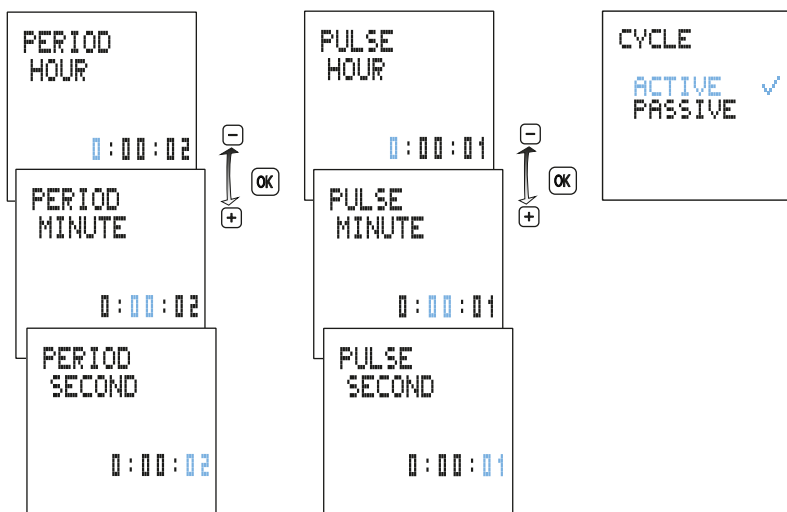 PERIOD
HOUR
0:00:02
PERIOD
MINUTE
0:00:02
PERIOD
SECOND
0:00:02
-
OK
+
PULSE
HOUR
0:00:01
PULSE
MINUTE
0:00:01
PULSE
SECOND
0:00:01
-
OK
+
CYCLE
ACTIVE ✓
PASSIVE